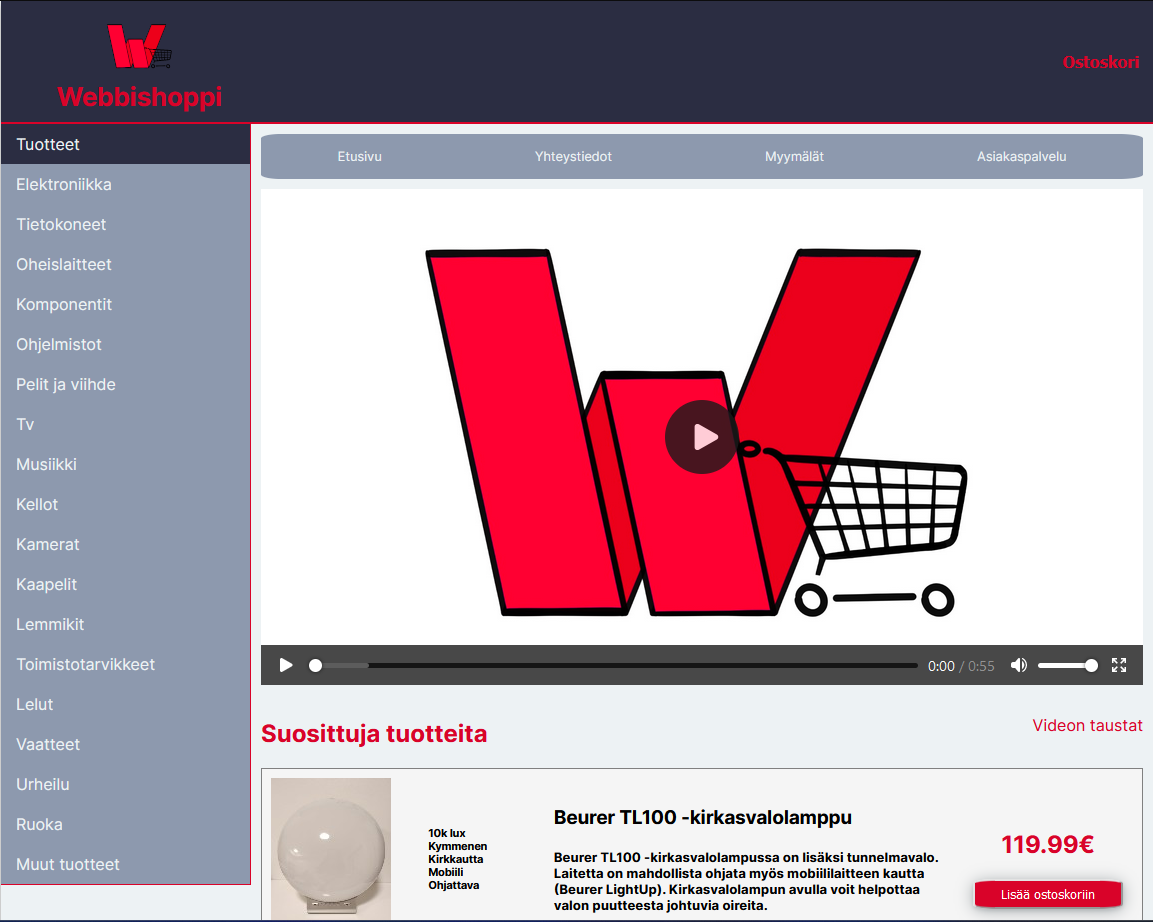 Webbishoppi
Ostoskori
Tuotteet
Elektroniikka
Tietokoneet
Oheislaitteet
Komponentit
Ohjelmistot
Pelit ja viihde
Tv
Musiikki
Kellot
Kamerat
Kaapelit
Lemmikit
Toimistotarvikkeet
Lelut
Vaatteet
Urheilu
Ruoka
Muut tuotteet
Etusivu Yhteystiedot Myymälät Asiakaspalvelu
0:00 / 0:55
Suosittuja tuotteita
Videon taustat
10k lux
Kymmenen
Kirkkautta
Mobiili
Ohjattava
Beurer TL100 -kirkasvalolamppu
Beurer TL100 -kirkasvalolampussa on lisäksi tunnelmavalo.
Laitetta on mahdollista ohjata myös mobiililaitteen kautta
(Beurer LightUp). Kirkasvalolampun avulla voit helpottaa
valon puutteesta johtuvia oireita.
119.99€
Lisää ostoskoriin